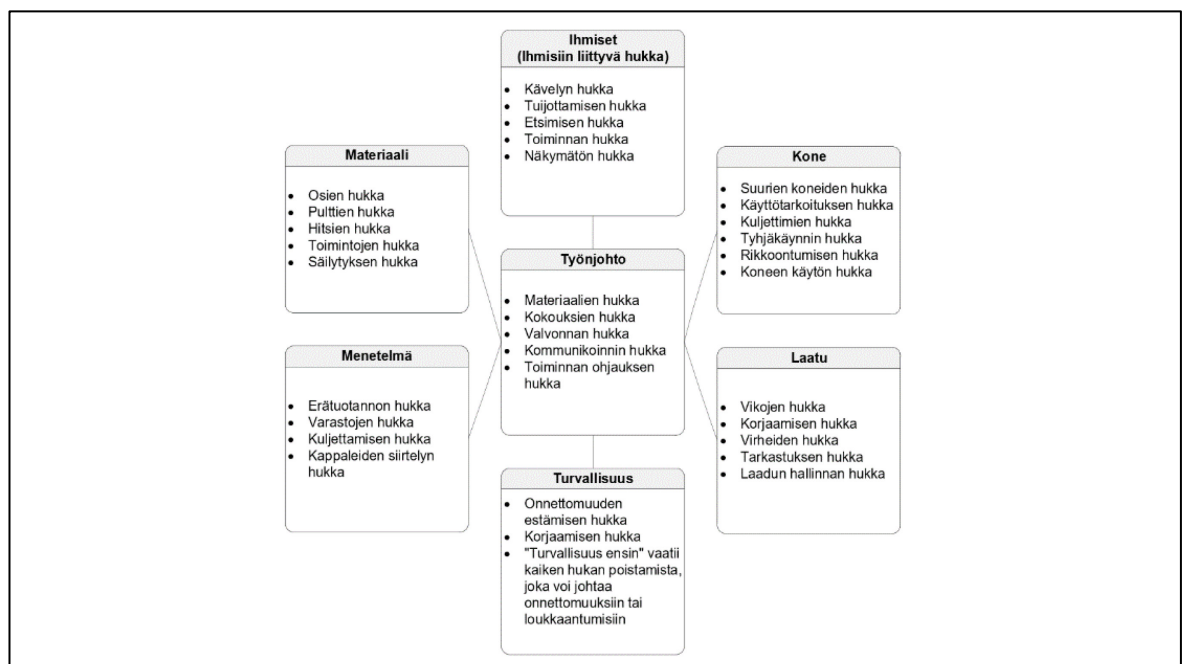 Ihmiset
(Ihmisiin liittyvä hukka)
• Kävelyn hukka
• Tuijottamisen hukka
• Etsimisen hukka
• Toiminnan hukka
• Näkymätön hukka
Materiaali
• Osien hukka
• Pulttien hukka
• Hitsien hukka
• Toimintojen hukka
• Säilytyksen hukka
Kone
• Suurien koneiden hukka
• Käyttötarkoituksen hukka
• Kuljettimien hukka
• Tyhjäkäynnin hukka
• Rikkoontumisen hukka
• Koneen käytön hukka
Työnjohto
• Materiaalien hukka
• Kokouksien hukka
• Valvonnan hukka
• Kommunikoinnin hukka
• Toiminnan ohjauksen
hukka
Menetelmä
• Erätuotannon hukka
• Varastojen hukka
• Kuljettamisen hukka
• Kappaleiden siirtelyn
hukka
Laatu
• Vikojen hukka
• Korjaamisen hukka
• Virheiden hukka
• Tarkastuksen hukka
• Laadun hallinnan hukka
Turvallisuus
• Onnettomuuden
estämisen hukka
• Korjaamisen hukka
• "Turvallisuus ensin" vaatii
kaiken hukan poistamista,
joka voi johtaa
onnettomuuksiin tai
loukkaantumisiin